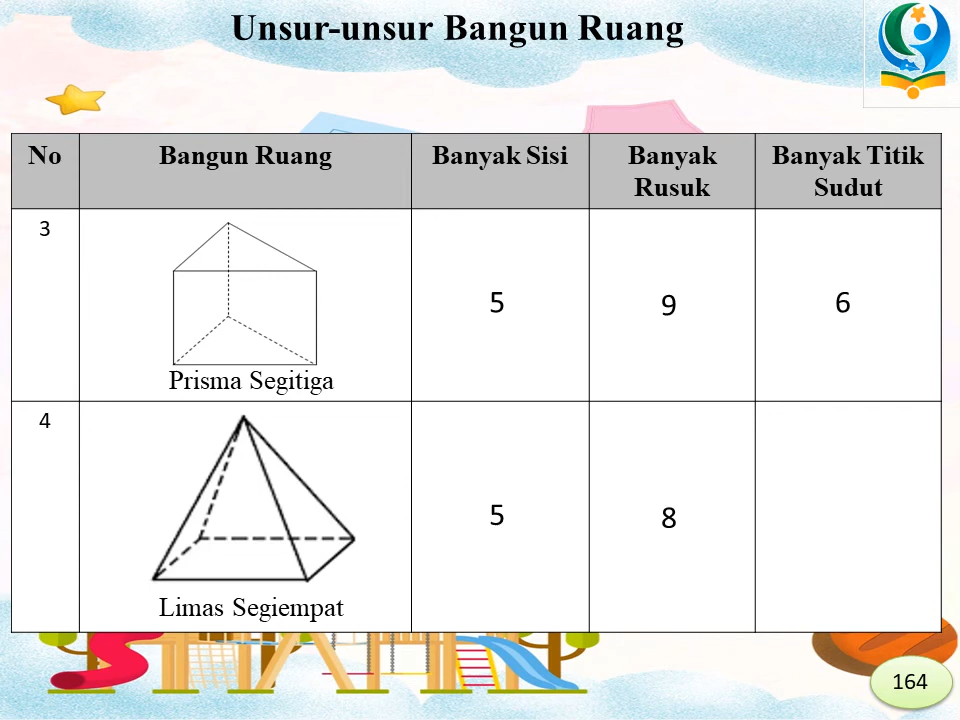 Unsur-unsur Bangun Ruang
No Bangun Ruang Banyak Sisi Banyak Rusuk Banyak Titik Sudut
3
5 9 6
Prisma Segitiga
4
5 8
Limas Segiempat
164